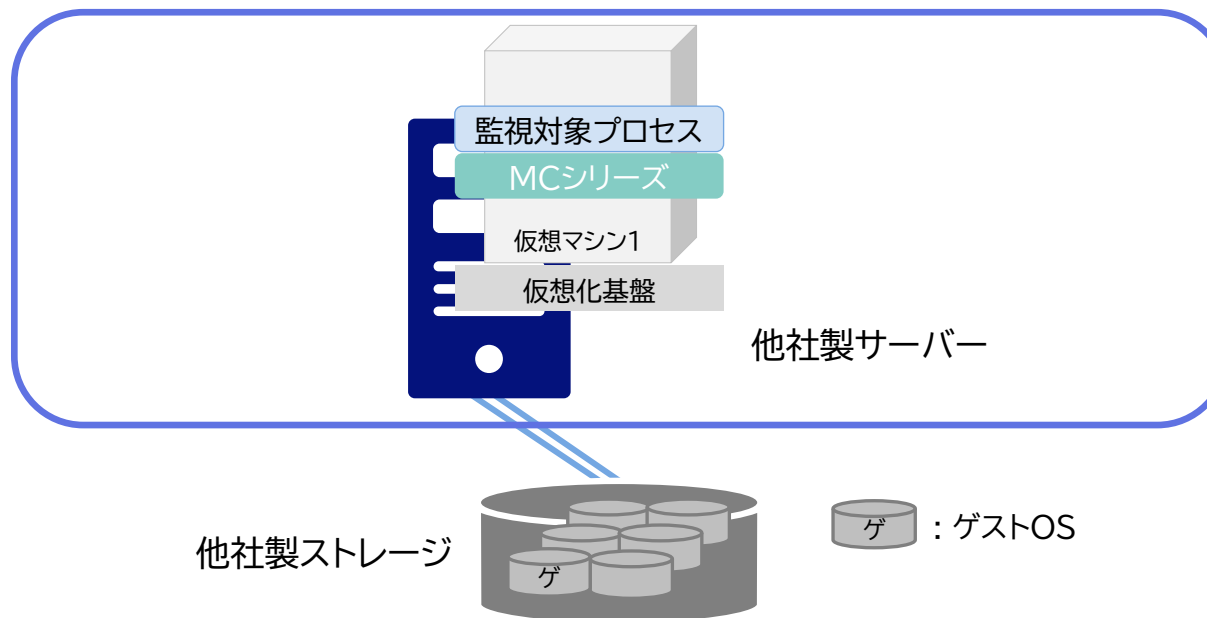 監視対象プロセス
MCシリーズ
仮想マシン1
仮想化基盤
他社製サーバー
他社製ストレージ
ゲ
ゲ
：ゲストOS